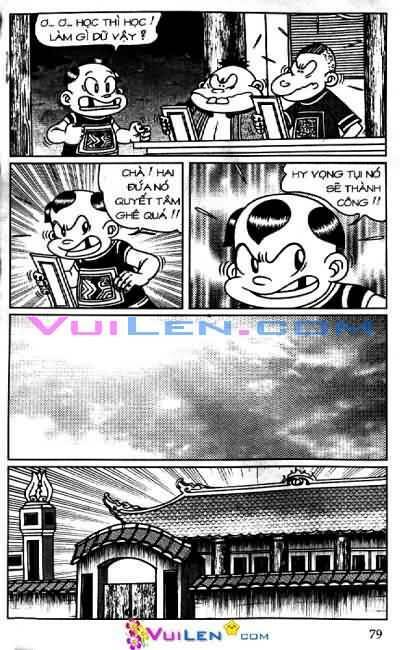 Ơ.. Ơ.. HỌC THÌ HỌC !
LÀM GÌ DỮ VẬY ?
CHÀ ! HAI
ĐỨA NÓ
QUYẾT TÂM
GHÊ QUÁ !!
HY VỌNG TỤI NÓ
SẼ THÀNH
CÔNG !!
VUILEN.COM
79
VUILEN COM